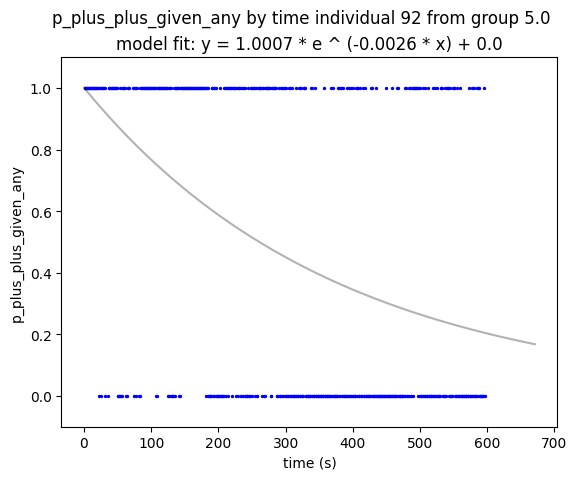 p_plus_plus_given_any by time individual 92 from group 5.0
model fit: y = 1.0007 * e ^ (-0.0026 * x) + 0.0
p_plus_plus_given_any
1.0
0.8
0.6
0.4
0.2
0.0
0 100 200 300 400 500 600 700
time (s)